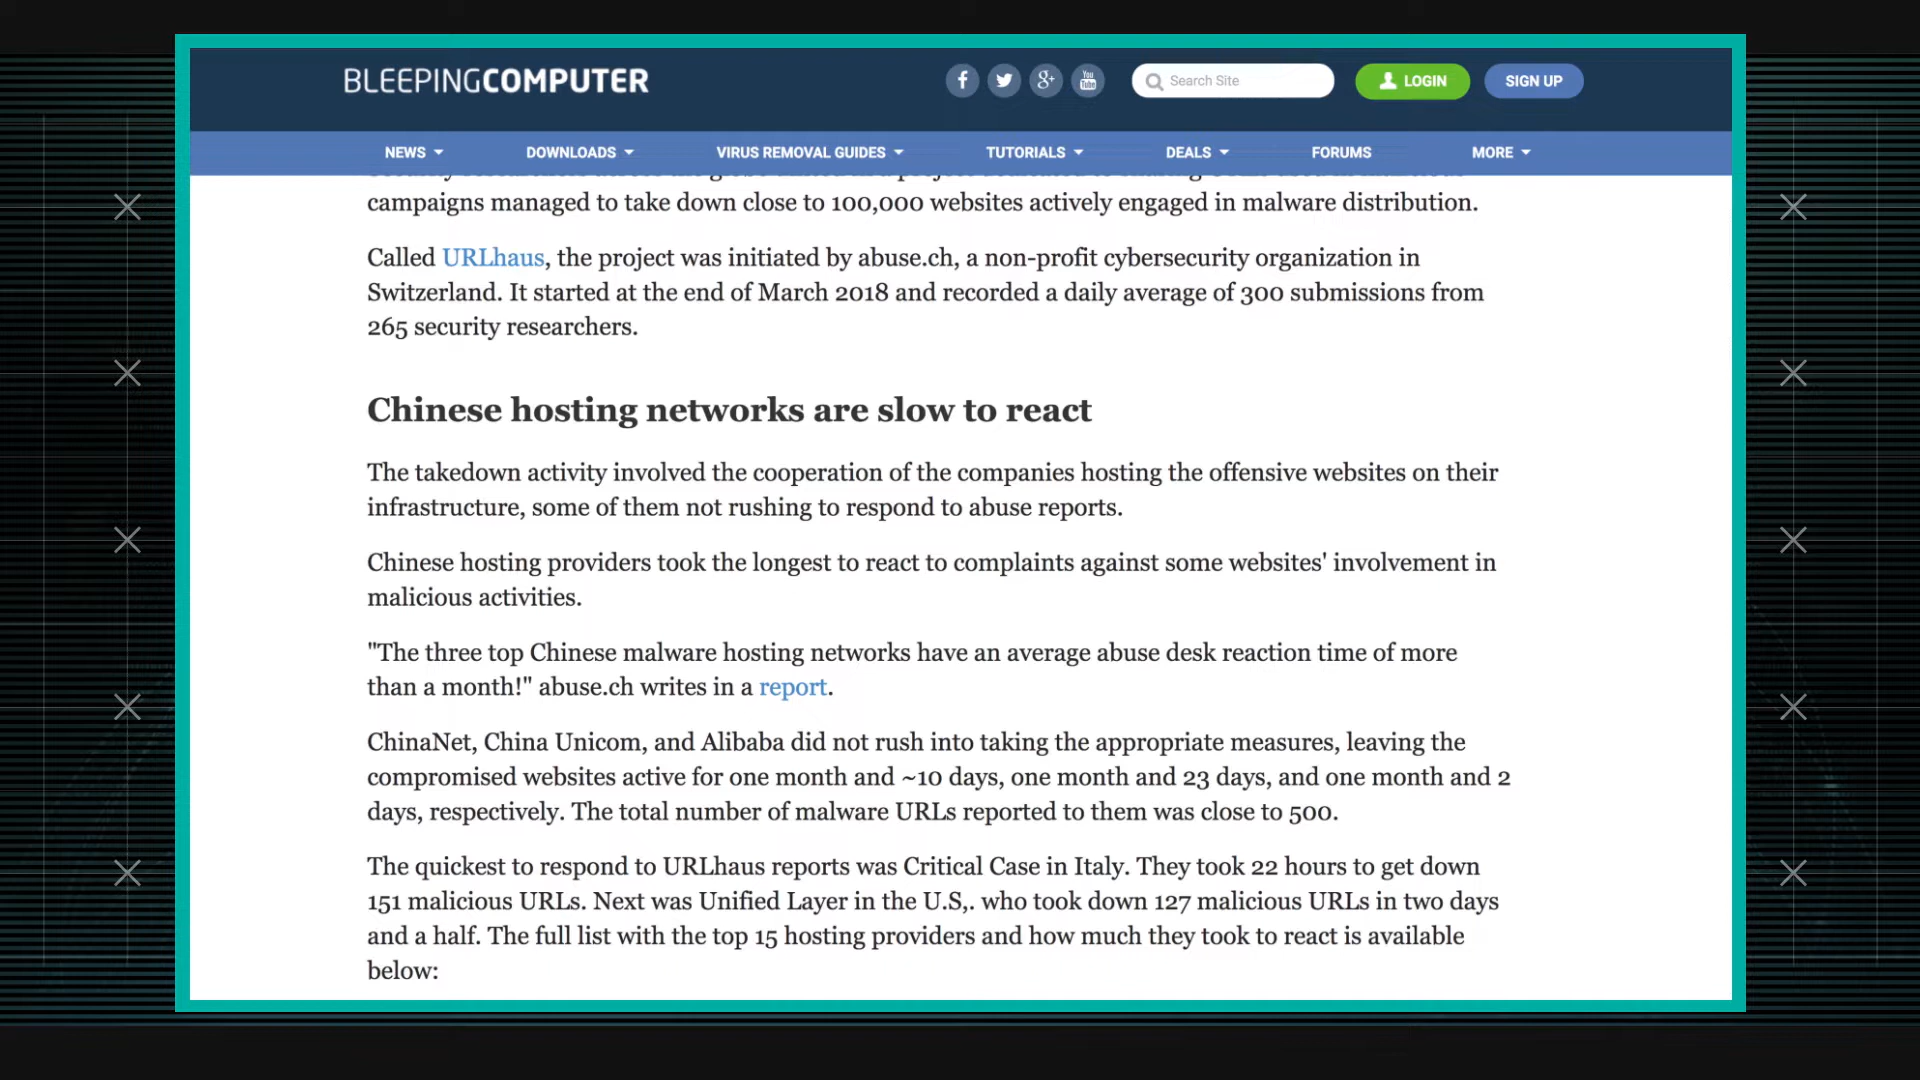 BLEEPINGCOMPUTER
f
g+
You
Tube
Search Site
LOGIN
SIGN UP
NEWS
DOWNLOADS
VIRUS REMOVAL GUIDES
TUTORIALS
DEALS
FORUMS
MORE
campaigns managed to take down close to 100,000 websites actively engaged in malware distribution.
Called URLhaus, the project was initiated by abuse.ch, a non-profit cybersecurity organization in
Switzerland. It started at the end of March 2018 and recorded a daily average of 300 submissions from
265 security researchers.
Chinese hosting networks are slow to react
The takedown activity involved the cooperation of the companies hosting the offensive websites on their
infrastructure, some of them not rushing to respond to abuse reports.
Chinese hosting providers took the longest to react to complaints against some websites' involvement in
malicious activities.
"The three top Chinese malware hosting networks have an average abuse desk reaction time of more
than a month!" abuse.ch writes in a report.
ChinaNet, China Unicom, and Alibaba did not rush into taking the appropriate measures, leaving the
compromised websites active for one month and ~10 days, one month and 23 days, and one month and 2
days, respectively. The total number of malware URLs reported to them was close to 500.
The quickest to respond to URLhaus reports was Critical Case in Italy. They took 22 hours to get down
151 malicious URLs. Next was Unified Layer in the U.S,. who took down 127 malicious URLs in two days
and a half. The full list with the top 15 hosting providers and how much they took to react is available
below: